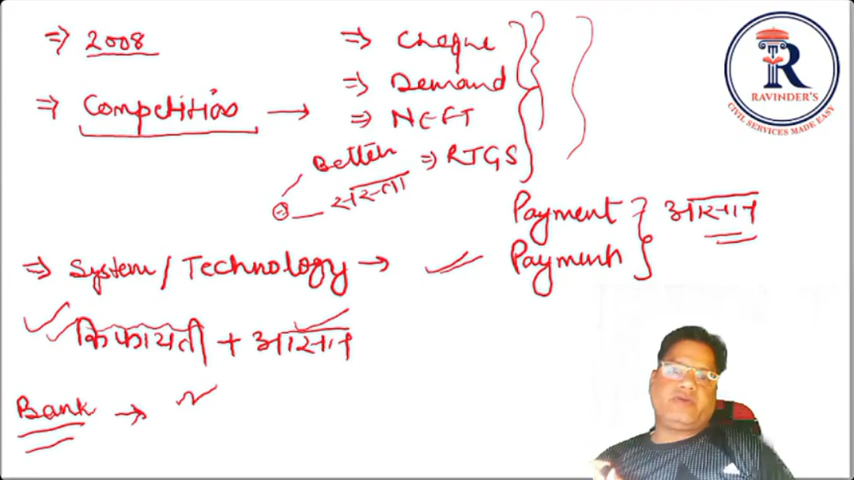 ⇒ 2008
⇒ Competition →
⇒ Cheque
⇒ Demand
⇒ NEFT
Better ⇒ RTGS
सस्ता
Payment
Payment
आसान
⇒ System / Technology →
किफायती + आसान
Bank →
R
RAVINDER'S
CIVIL SERVICES MADE EASY